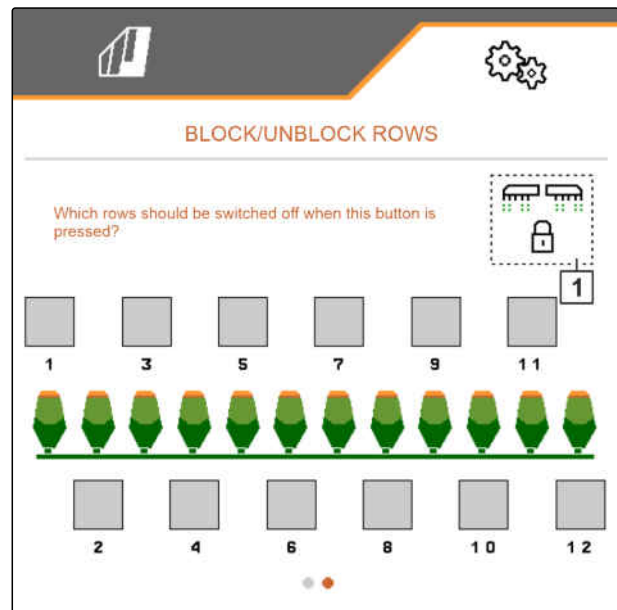 BLOCK/UNBLOCK ROWS
Which rows should be switched off when this button is
pressed?
1
1 3 5 7 9 11
2 4 6 8 10 12